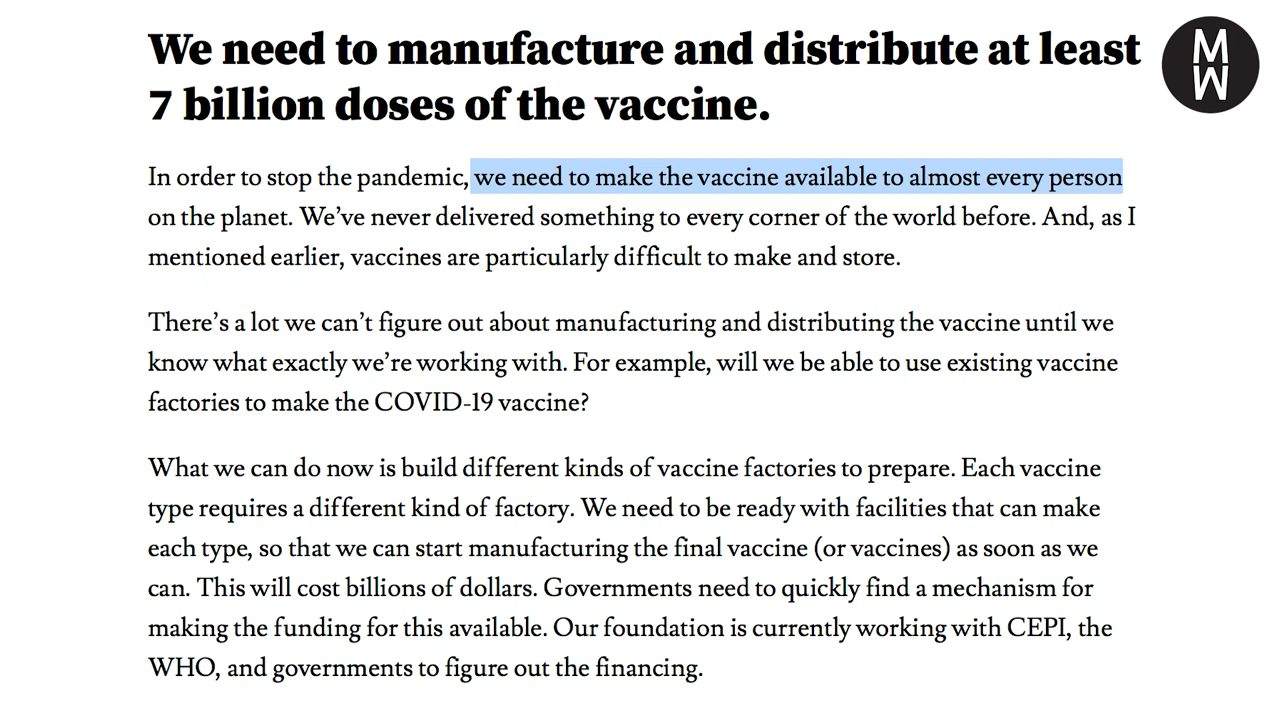 We need to manufacture and distribute at least
7 billion doses of the vaccine.
In order to stop the pandemic, we need to make the vaccine available to almost every person
on the planet. We’ve never delivered something to every corner of the world before. And, as I
mentioned earlier, vaccines are particularly difficult to make and store.
There’s a lot we can’t figure out about manufacturing and distributing the vaccine until we
know what exactly we’re working with. For example, will we be able to use existing vaccine
factories to make the COVID-19 vaccine?
What we can do now is build different kinds of vaccine factories to prepare. Each vaccine
type requires a different kind of factory. We need to be ready with facilities that can make
each type, so that we can start manufacturing the final vaccine (or vaccines) as soon as we
can. This will cost billions of dollars. Governments need to quickly find a mechanism for
making the funding for this available. Our foundation is currently working with CEPI, the
WHO, and governments to figure out the financing.
M
W